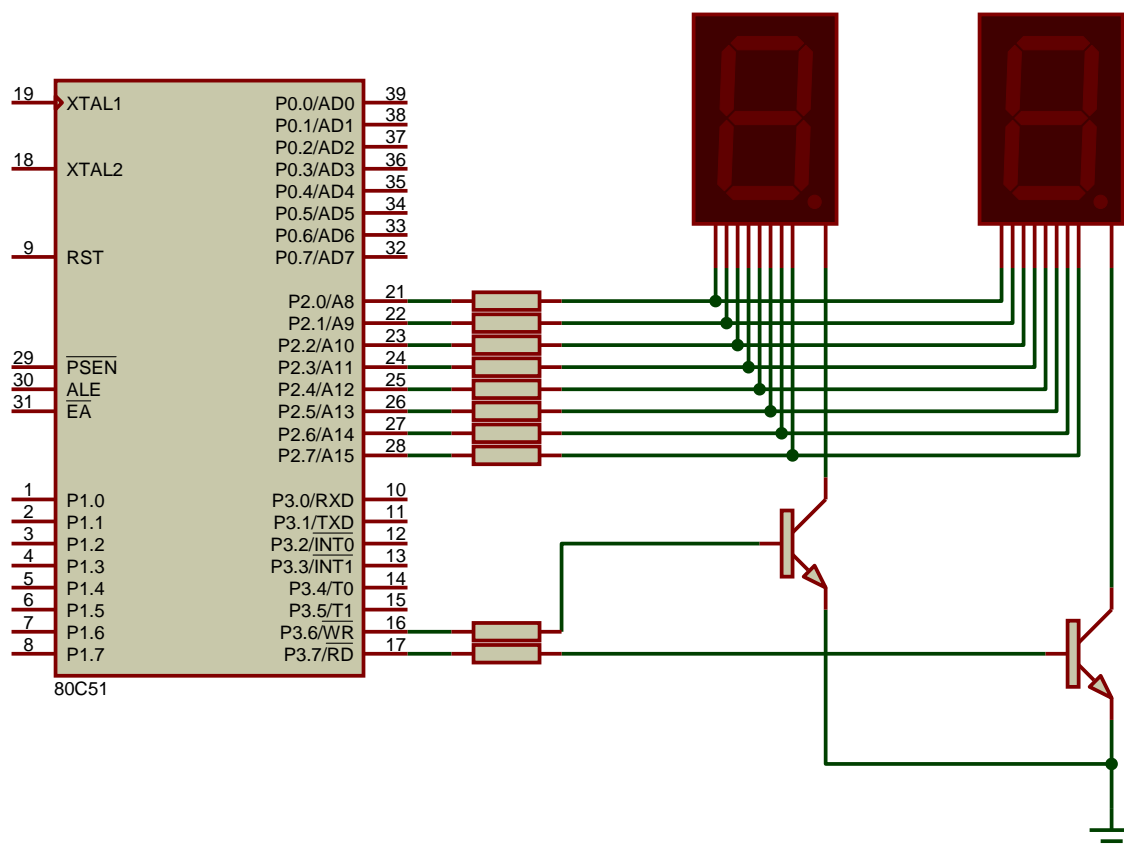 19 XTAL1 P0.0/AD0 39
P0.1/AD1 38
P0.2/AD2 37
18 XTAL2 P0.3/AD3 36
P0.4/AD4 35
P0.5/AD5 34
P0.6/AD6 33
9 RST P0.7/AD7 32
P2.0/A8 21
P2.1/A9 22
P2.2/A10 23
29 PSEN P2.3/A11 24
30 ALE P2.4/A12 25
31 EA P2.5/A13 26
P2.6/A14 27
P2.7/A15 28
1 P1.0 P3.0/RXD 10
2 P1.1 P3.1/TXD 11
3 P1.2 P3.2/INT0 12
4 P1.3 P3.3/INT1 13
5 P1.4 P3.4/T0 14
6 P1.5 P3.5/T1 15
7 P1.6 P3.6/WR 16
8 P1.7 P3.7/RD 17
80C51